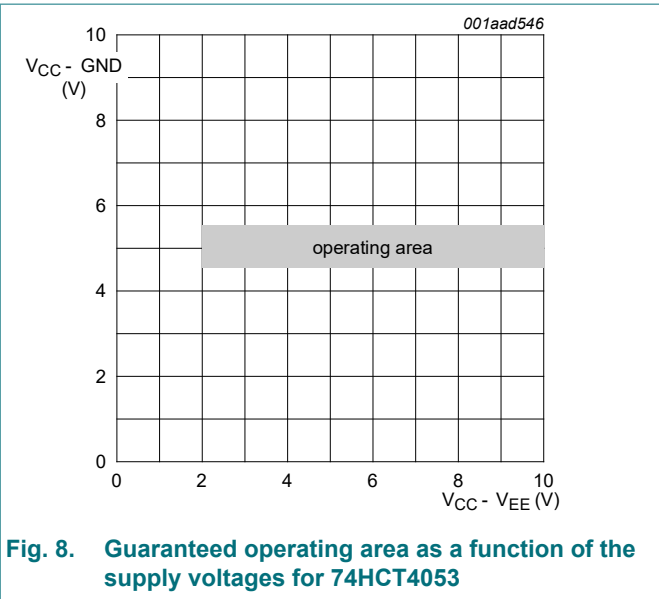 001aad546
10
VCC - GND
(V)
8
6
operating area
4
2
0
0 2 4 6 8 10
VCC - VEE (V)
Fig. 8. Guaranteed operating area as a function of the
supply voltages for 74HCT4053